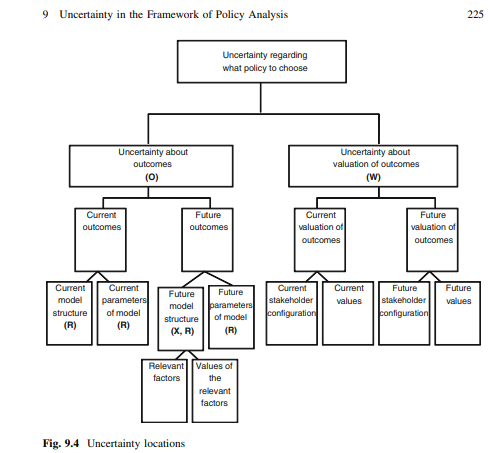 9 Uncertainty in the Framework of Policy Analysis 225
Uncertainty regarding
what policy to choose
Uncertainty about
outcomes
(O)
Uncertainty about
valuation of outcomes
(W)
Current
outcomes
Future
outcomes
Current
valuation of
outcomes
Future
valuation of
outcomes
Current
model
structure
(R)
Current
parameters
of model
(R)
Future
model
structure
(X, R)
Future
parameters
of model
(R)
Current
stakeholder
configuration
Current
values
Future
stakeholder
configuration
Future
values
Relevant
factors
Values of
the
relevant
factors
Fig. 9.4 Uncertainty locations